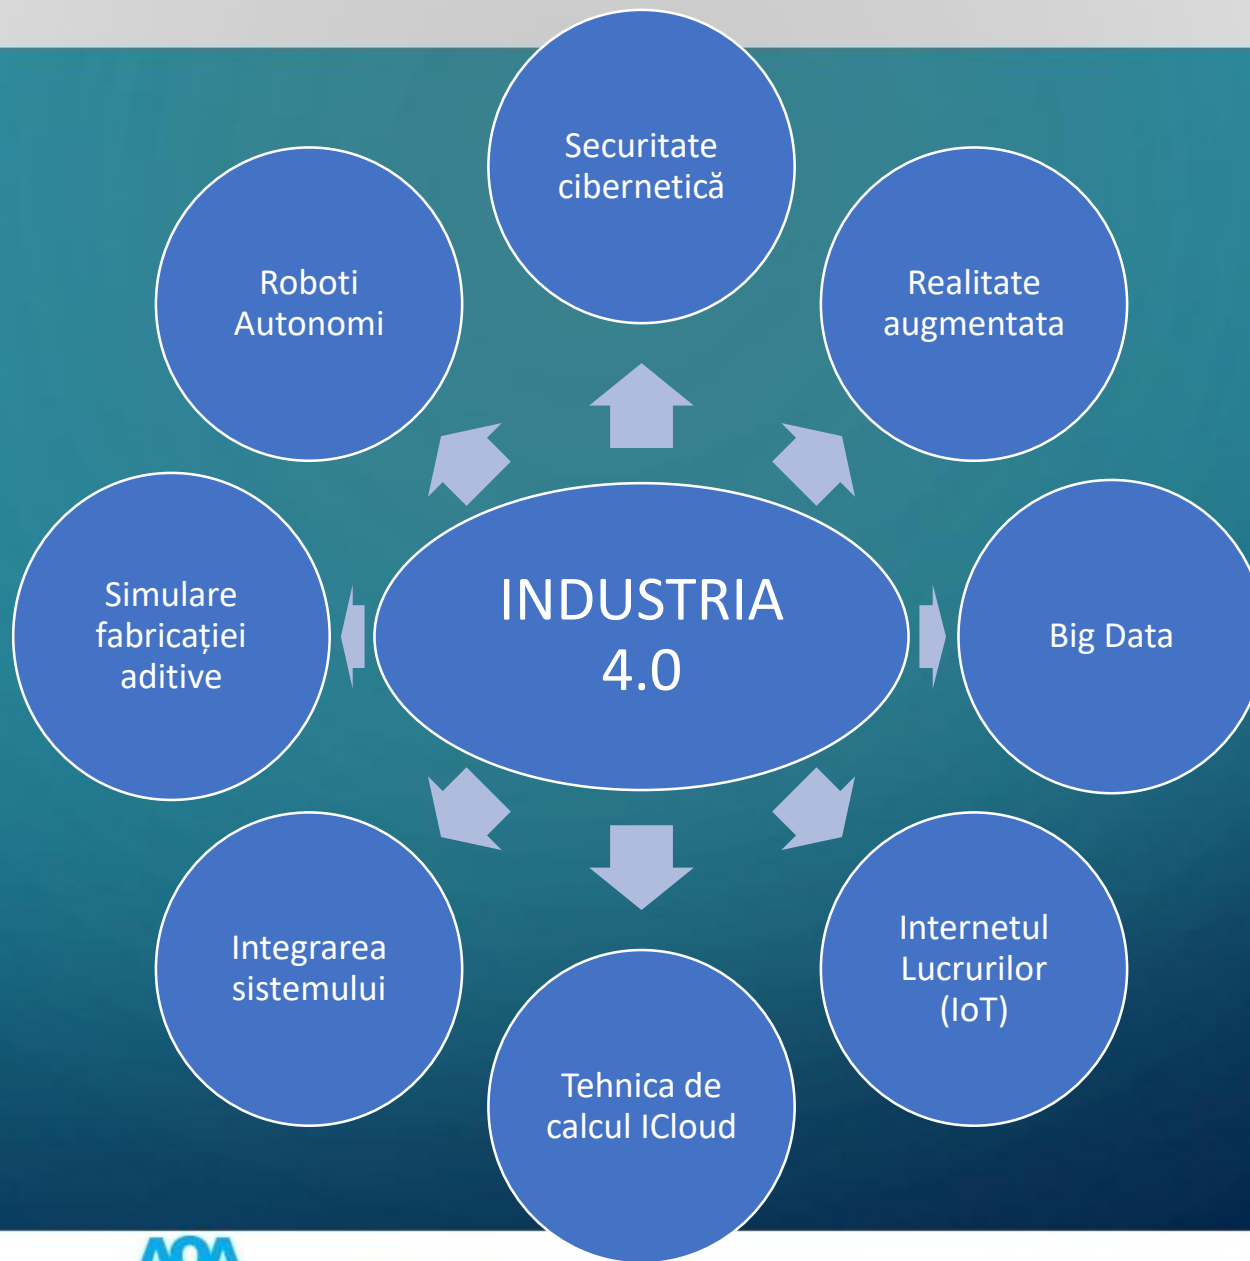 Securitate
cibernetică
Roboti
Autonomi
Realitate
augmentata
Simulare
fabricației
aditive
INDUSTRIA
4.0
Big Data
Integrarea
sistemului
Internetul
Lucrurilor
(IoT)
Tehnica de
calcul ICloud
AOA